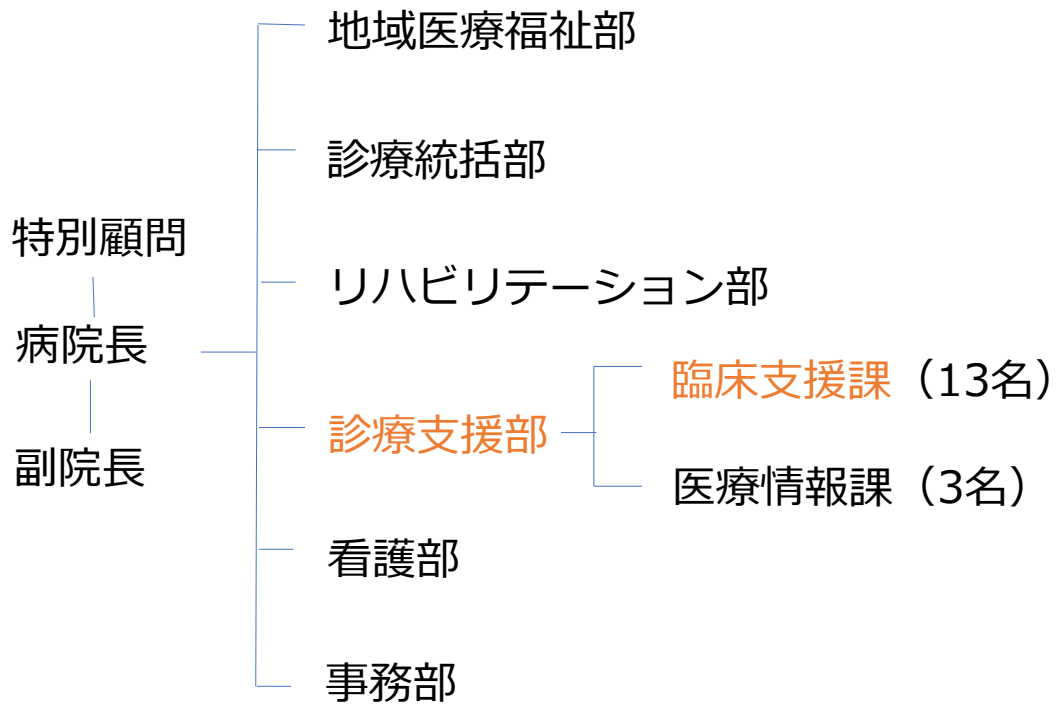 特別顧問
病院長
副院長
地域医療福祉部
診療統括部
リハビリテーション部
診療支援部
臨床支援課（13名）
医療情報課（3名）
看護部
事務部